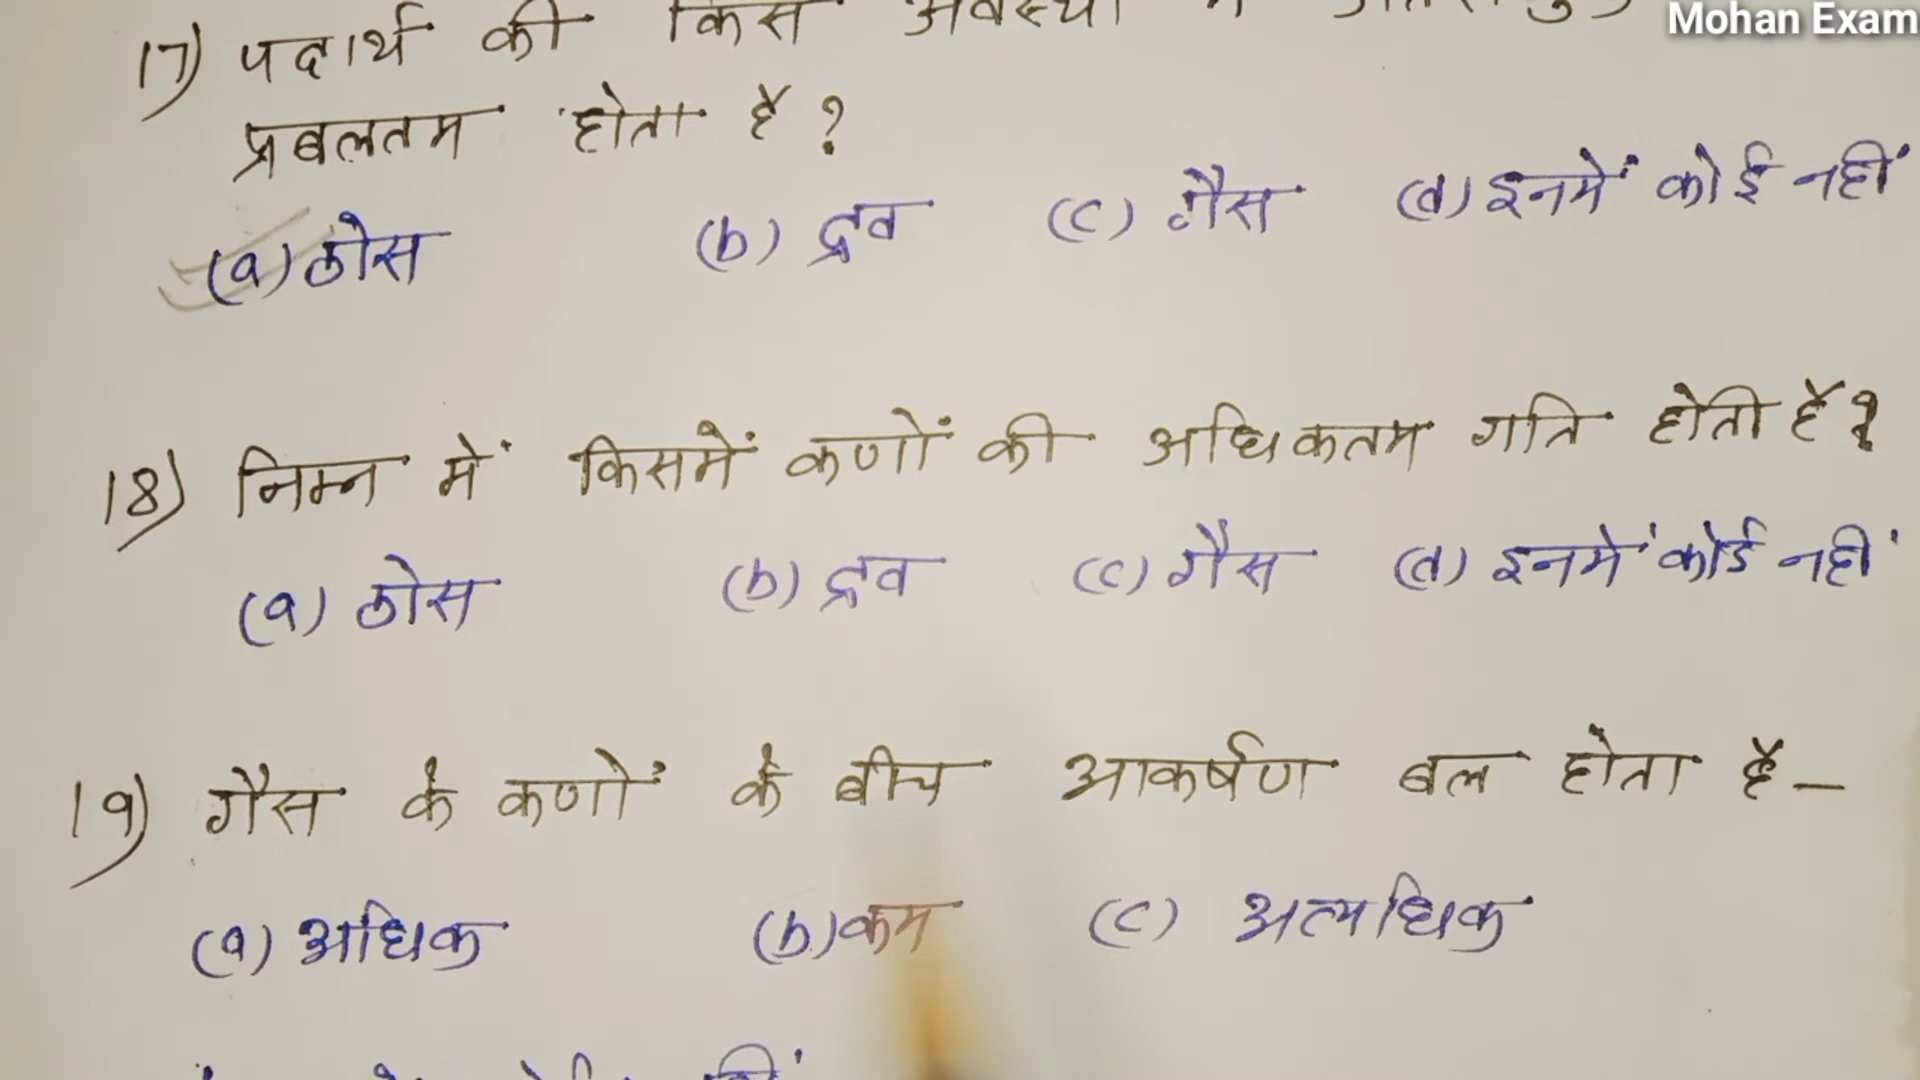 Mohan Exam
17) पदार्थ की किस अवस्था में
प्रबलतम होता है ?
(a) ठोस (b) द्रव (c) गैस (d) इनमें कोई नहीं
18) निम्न में किसमें कणों की अधिकतम गति होती है ?
(a) ठोस (b) द्रव (c) गैस (d) इनमें कोई नहीं
19) गैस के कणों के बीच आकर्षण बल होता है –
(a) अधिक (b) कम (c) अत्यधिक